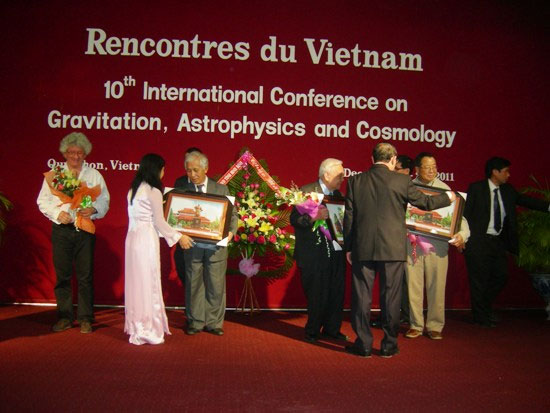 Rencontres du Vietnam
10th International Conference on
Gravitation, Astrophysics and Cosmology
2011